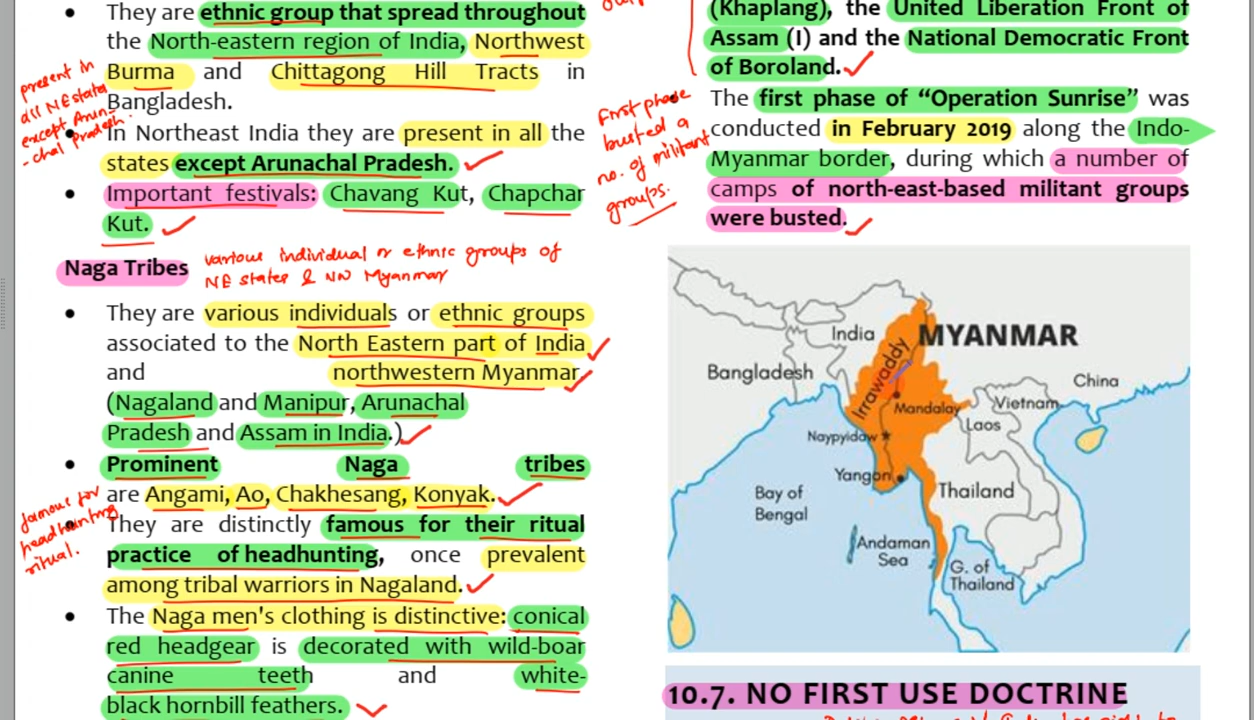 They are ethnic group that spread throughout
the North-eastern region of India, Northwest
Burma and Chittagong Hill Tracts in
Bangladesh.
present in
all NE states
except Arun-
-chal pradesh.
In Northeast India they are present in all the
states except Arunachal Pradesh.
Important festivals: Chavang Kut, Chapchar
Kut.
Naga Tribes
various individual or ethnic groups of
NE states & NW Myanmar
They are various individuals or ethnic groups
associated to the North Eastern part of India
and northwestern Myanmar
(Nagaland and Manipur, Arunachal
Pradesh and Assam in India.)
Prominent Naga tribes
are Angami, Ao, Chakhesang, Konyak.
famous for
headhunting
ritual.
They are distinctly famous for their ritual
practice of headhunting, once prevalent
among tribal warriors in Nagaland.
The Naga men's clothing is distinctive: conical
red headgear is decorated with wild-boar
canine teeth and white-
black hornbill feathers.
(Khaplang), the United Liberation Front of
Assam (I) and the National Democratic Front
of Boroland.
First phase
busted a
no. of militant
groups.
The first phase of “Operation Sunrise” was
conducted in February 2019 along the Indo-
Myanmar border, during which a number of
camps of north-east-based militant groups
were busted.
India
MYANMAR
Irrawaddy
Bangladesh
China
Mandalay
Vietnam
Laos
Naypyidaw
Yangon
Thailand
Bay of
Bengal
Andaman
Sea
G. of
Thailand
10.7. NO FIRST USE DOCTRINE